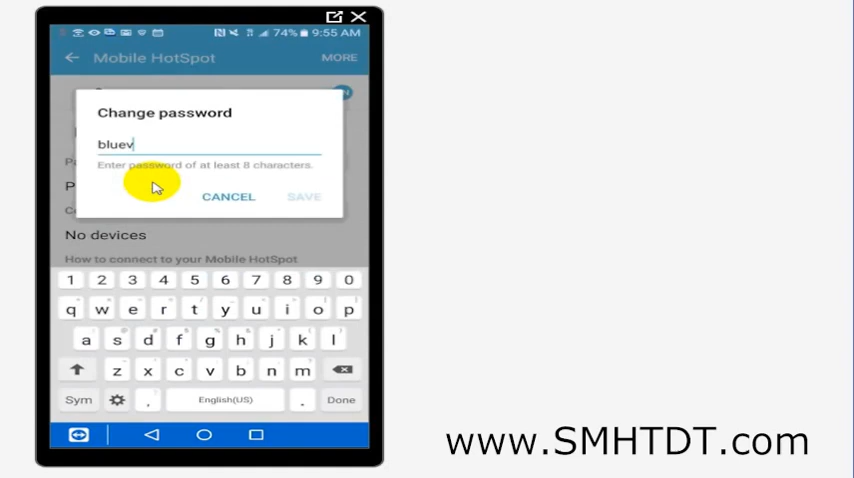 74% 9:55 AM
Mobile HotSpot MORE
Change password
bluev
Enter password of at least 8 characters.
CANCEL SAVE
No devices
How to connect to your Mobile HotSpot
1 2 3 4 5 6 7 8 9 0
q w e r t y u i o p
a s d f g h j k l
z x c v b n m
Sym , English(US) . Done
www.SMHTDT.com